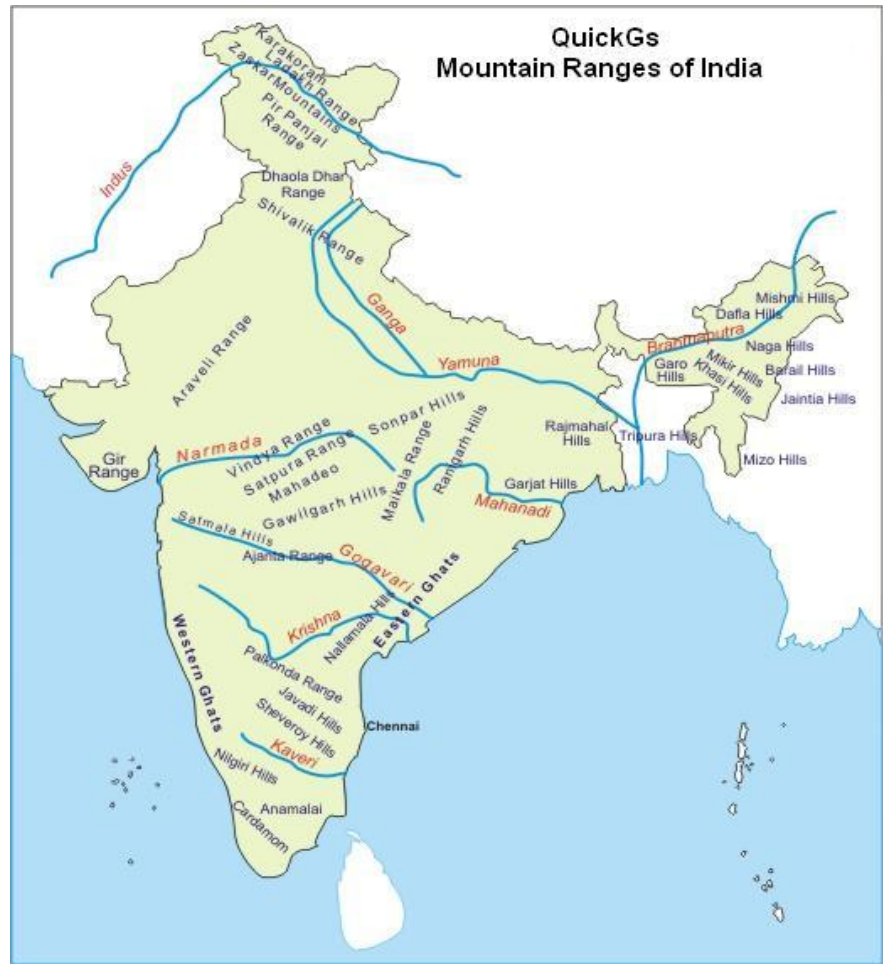 QuickGs
Mountain Ranges of India
Karakoram
Ladakh Range
Zaskar Mountains
Pir Panjal
Range
Indus
Dhaola Dhar
Range
Shivalik Range
Ganga
Yamuna
Mishmi Hills
Dafla Hills
Branmaputra
Naga Hills
Garo
Hills
Mikir Hills
Khasi Hills
Barail Hills
Jaintia Hills
Araveli Range
Sonpar Hills
Rajmahal
Hills
Tripura Hills
Mizo Hills
Gir
Range
Narmada
Vindya Range
Satpura Range
Mahadeo
Maikala Range
Ramgarh Hills
Garjat Hills
Mahanadi
Gawilgarh Hills
Satmala Hills
Ajanta Range
Gogavari
Eastern Ghats
Krishna
Nallamala Hills
Western Ghats
Palkonda Range
Javadi Hills
Sheveroy Hills
Chennai
Kaveri
Nilgiri Hills
Anamalai
Cardamom